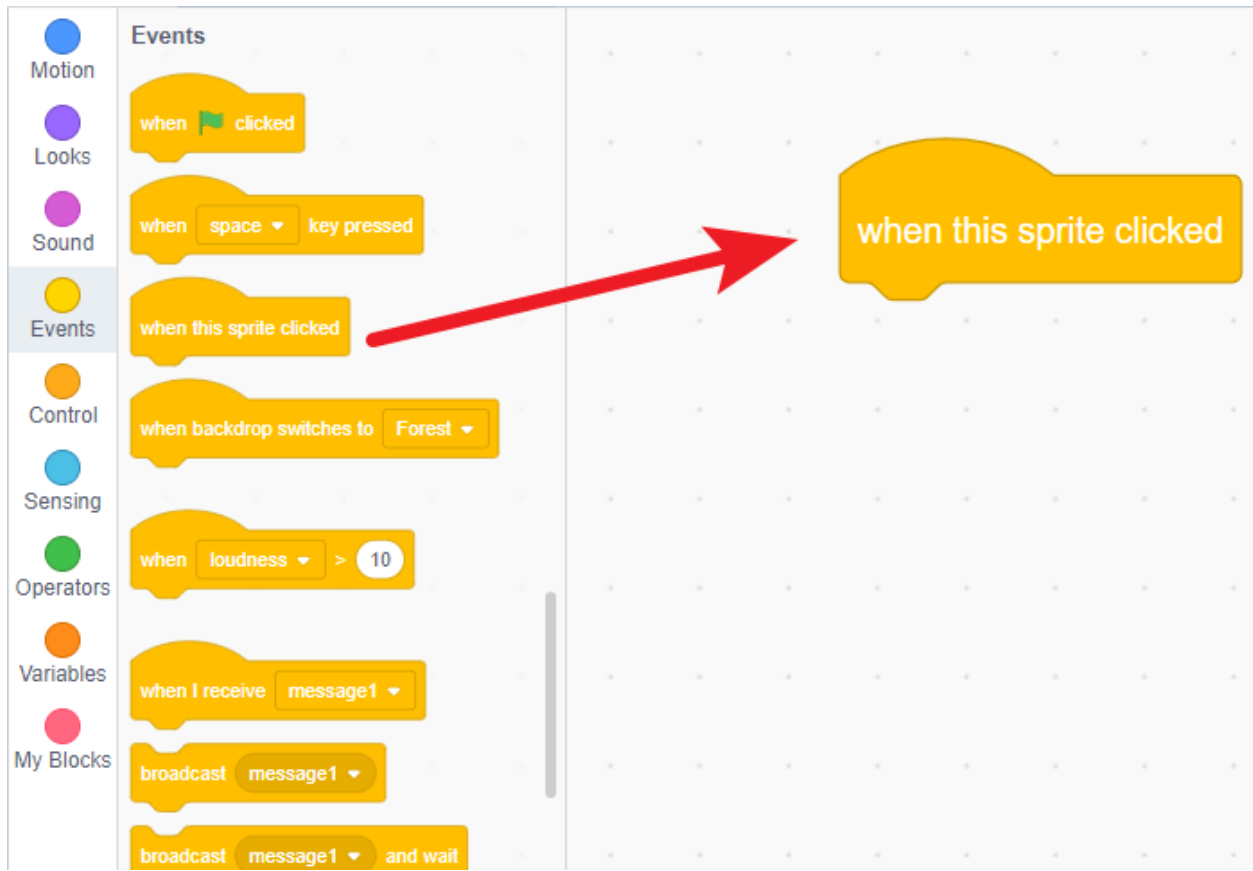 Motion
Looks
Sound
Events
Control
Sensing
Operators
Variables
My Blocks
Events
when clicked
when space key pressed
when this sprite clicked
when backdrop switches to Forest
when loudness > 10
when I receive message1
broadcast message1
broadcast message1 and wait
when this sprite clicked